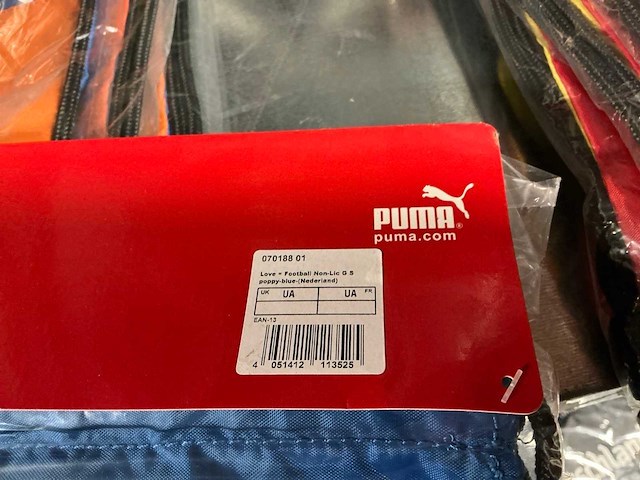 PUMA®
puma.com
070188 01
Love = Football Non-Lic G S
poppy-blue-(Nederland)
UK UA UA FR
EAN-13
4 051412 113525